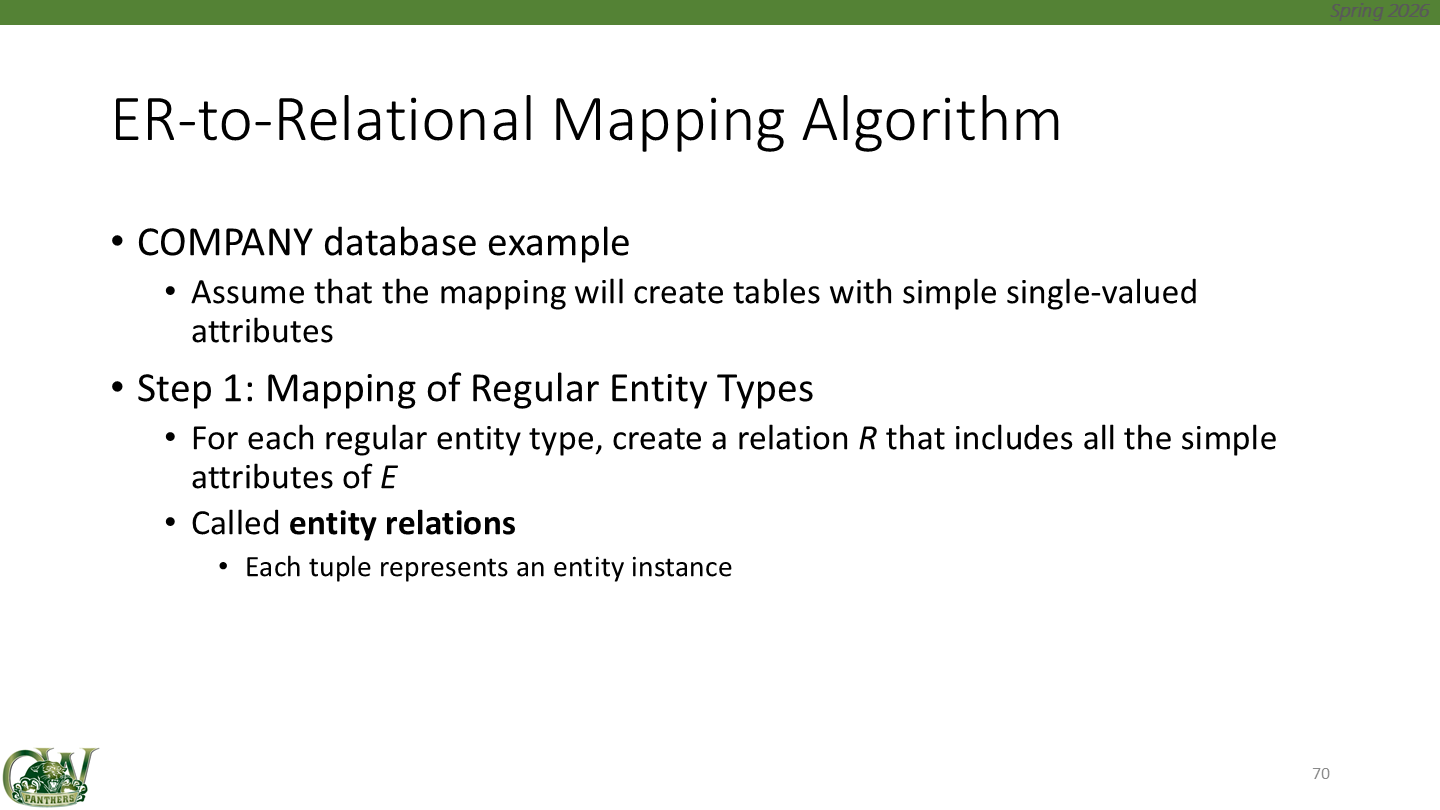 Spring 2026
ER-to-Relational Mapping Algorithm
• COMPANY database example
• Assume that the mapping will create tables with simple single-valued
attributes
• Step 1: Mapping of Regular Entity Types
• For each regular entity type, create a relation R that includes all the simple
attributes of E
• Called entity relations
• Each tuple represents an entity instance
OW
PANTHERS
70